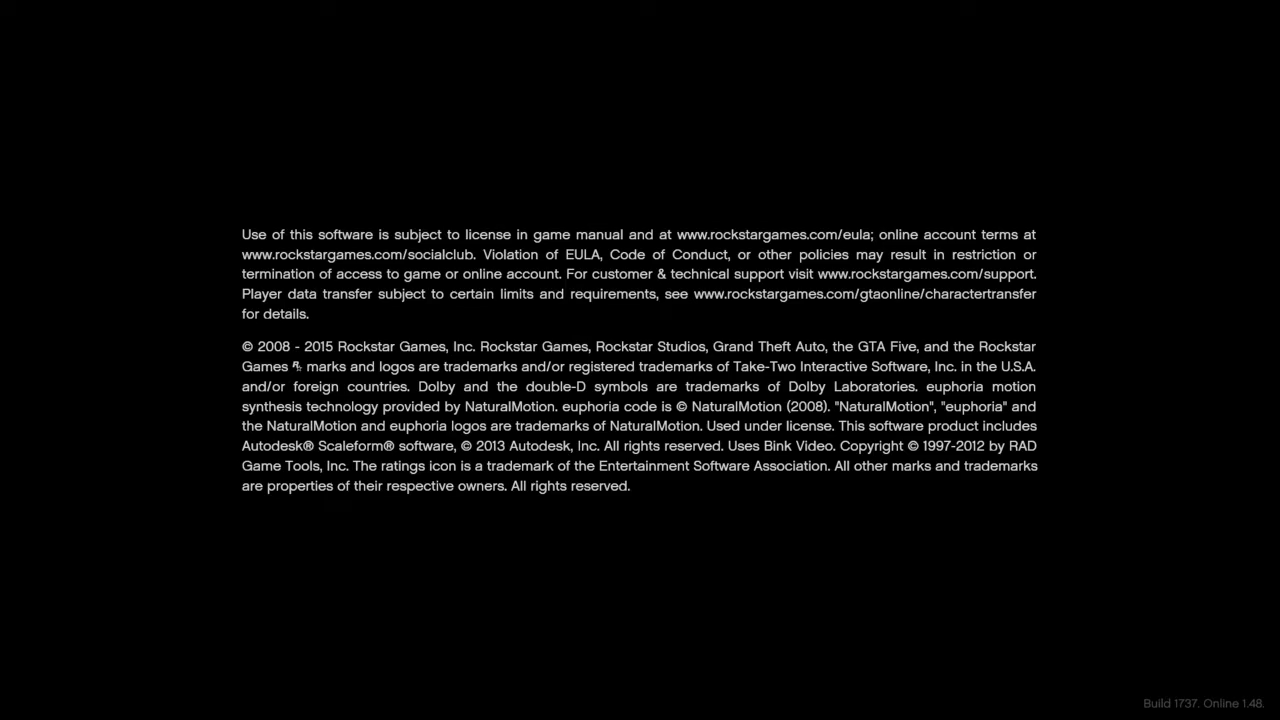 Use of this software is subject to license in game manual and at www.rockstargames.com/eula; online account terms at
www.rockstargames.com/socialclub. Violation of EULA, Code of Conduct, or other policies may result in restriction or
termination of access to game or online account. For customer & technical support visit www.rockstargames.com/support.
Player data transfer subject to certain limits and requirements, see www.rockstargames.com/gtaonline/charactertransfer
for details.
© 2008 - 2015 Rockstar Games, Inc. Rockstar Games, Rockstar Studios, Grand Theft Auto, the GTA Five, and the Rockstar
Games R* marks and logos are trademarks and/or registered trademarks of Take-Two Interactive Software, Inc. in the U.S.A.
and/or foreign countries. Dolby and the double-D symbols are trademarks of Dolby Laboratories. euphoria motion
synthesis technology provided by NaturalMotion. euphoria code is © NaturalMotion (2008). "NaturalMotion", "euphoria" and
the NaturalMotion and euphoria logos are trademarks of NaturalMotion. Used under license. This software product includes
Autodesk® Scaleform® software, © 2013 Autodesk, Inc. All rights reserved. Uses Bink Video. Copyright © 1997-2012 by RAD
Game Tools, Inc. The ratings icon is a trademark of the Entertainment Software Association. All other marks and trademarks
are properties of their respective owners. All rights reserved.
Build 1737. Online 1.48.